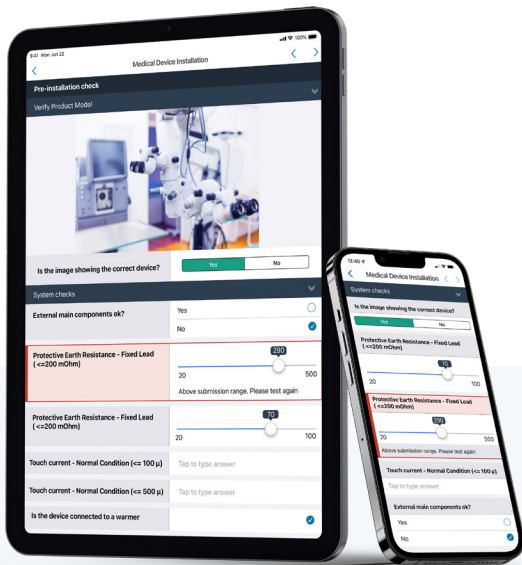 9:41 Mon Jun 22
100%
Medical Device Installation
Pre-installation check
Verify Product Model
Is the image showing the correct device?
Yes
No
System checks
External main components ok?
Yes
No
Protective Earth Resistance - Fixed Lead
( <=200 mOhm)
290
20
500
Above submission range. Please test again
Protective Earth Resistance - Fixed Lead
( <=200 mOhm)
70
20
100
Touch current - Normal Condition (<= 100 µ)
Tap to type answer
Touch current - Normal Condition (<= 500 µ)
Tap to type answer
Is the device connected to a warmer
12:40
Medical Device Installation
System checks
Is the image showing the correct device?
Yes
No
Protective Earth Resistance - Fixed Lead
( <=200 mOhm)
70
20
100
Protective Earth Resistance - Fixed Lead
( <=200 mOhm)
290
20
500
Above submission range. Please test again
Touch current - Normal Condition (<= 100 µ)
Tap to type answer
External main components ok?
Yes
No